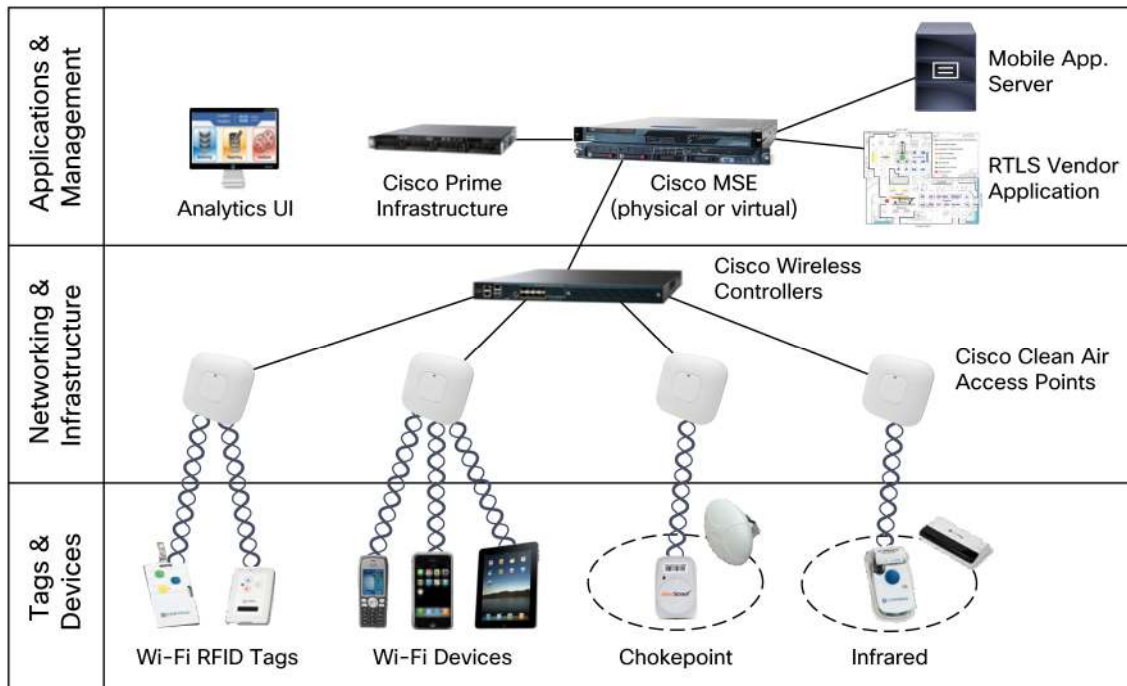 Applications &
Management
Analytics UI
Cisco Prime
Infrastructure
Cisco MSE
(physical or virtual)
Mobile App.
Server
RTLS Vendor
Application
Networking &
Infrastructure
Cisco Wireless
Controllers
Cisco Clean Air
Access Points
Tags &
Devices
Wi-Fi RFID Tags
Wi-Fi Devices
Chokepoint
Infrared